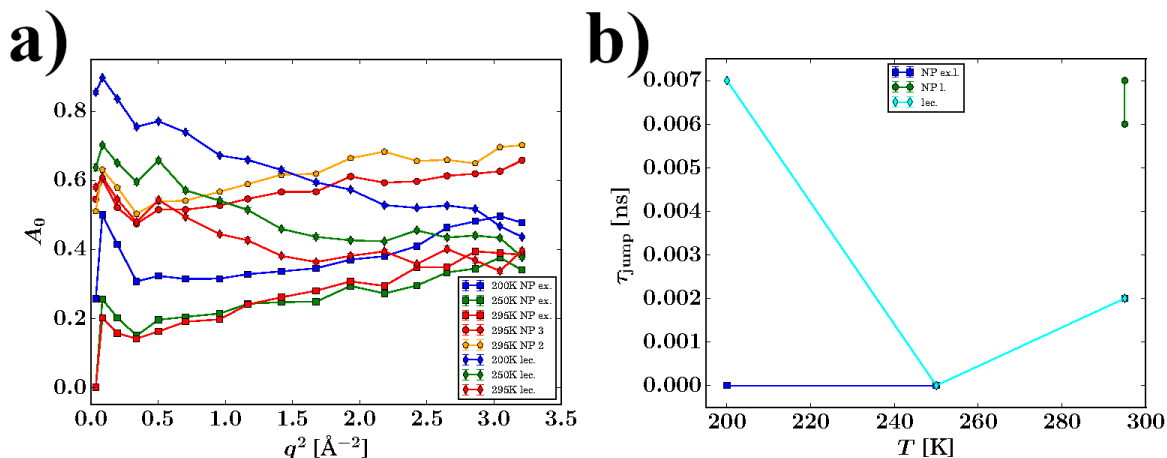 a)
0.8
0.6
0.4
0.2
0.0
A0
0.0 0.5 1.0 1.5 2.0 2.5 3.0 3.5
q² [Å⁻²]
200K NP ex.
250K NP ex.
295K NP ex.
295K NP 3
295K NP 2
200K lec.
250K lec.
295K lec.
b)
0.007
0.006
0.005
0.004
0.003
0.002
0.001
0.000
τjump [ns]
200 220 240 260 280 300
T [K]
NP ex.l.
NP l.
lec.